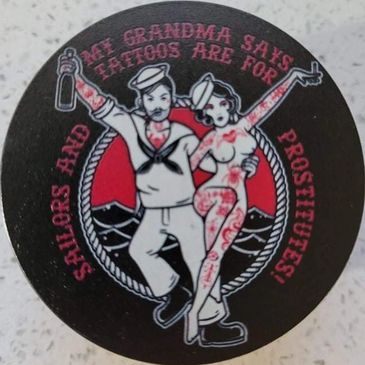 MY GRANDMA SAYS
TATTOOS ARE FOR
SAILORS AND
PROSTITUTES!